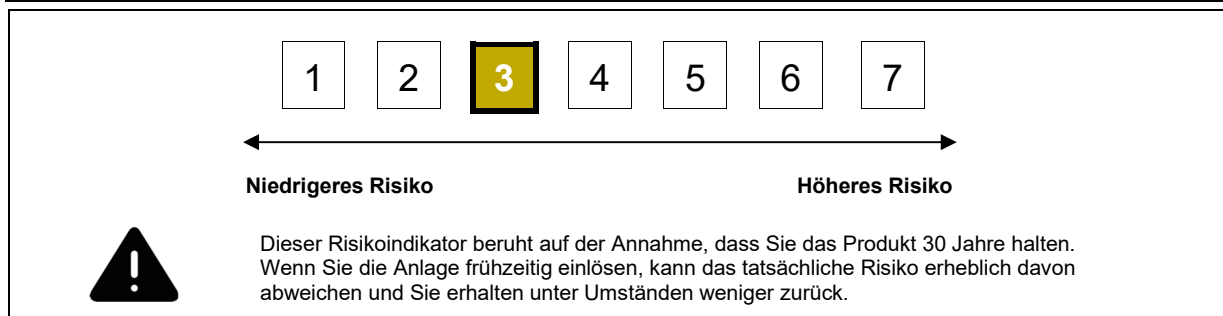 1 2 3 4 5 6 7
Niedrigeres Risiko Höheres Risiko
Dieser Risikoindikator beruht auf der Annahme, dass Sie das Produkt 30 Jahre halten.
Wenn Sie die Anlage frühzeitig einlösen, kann das tatsächliche Risiko erheblich davon
abweichen und Sie erhalten unter Umständen weniger zurück.